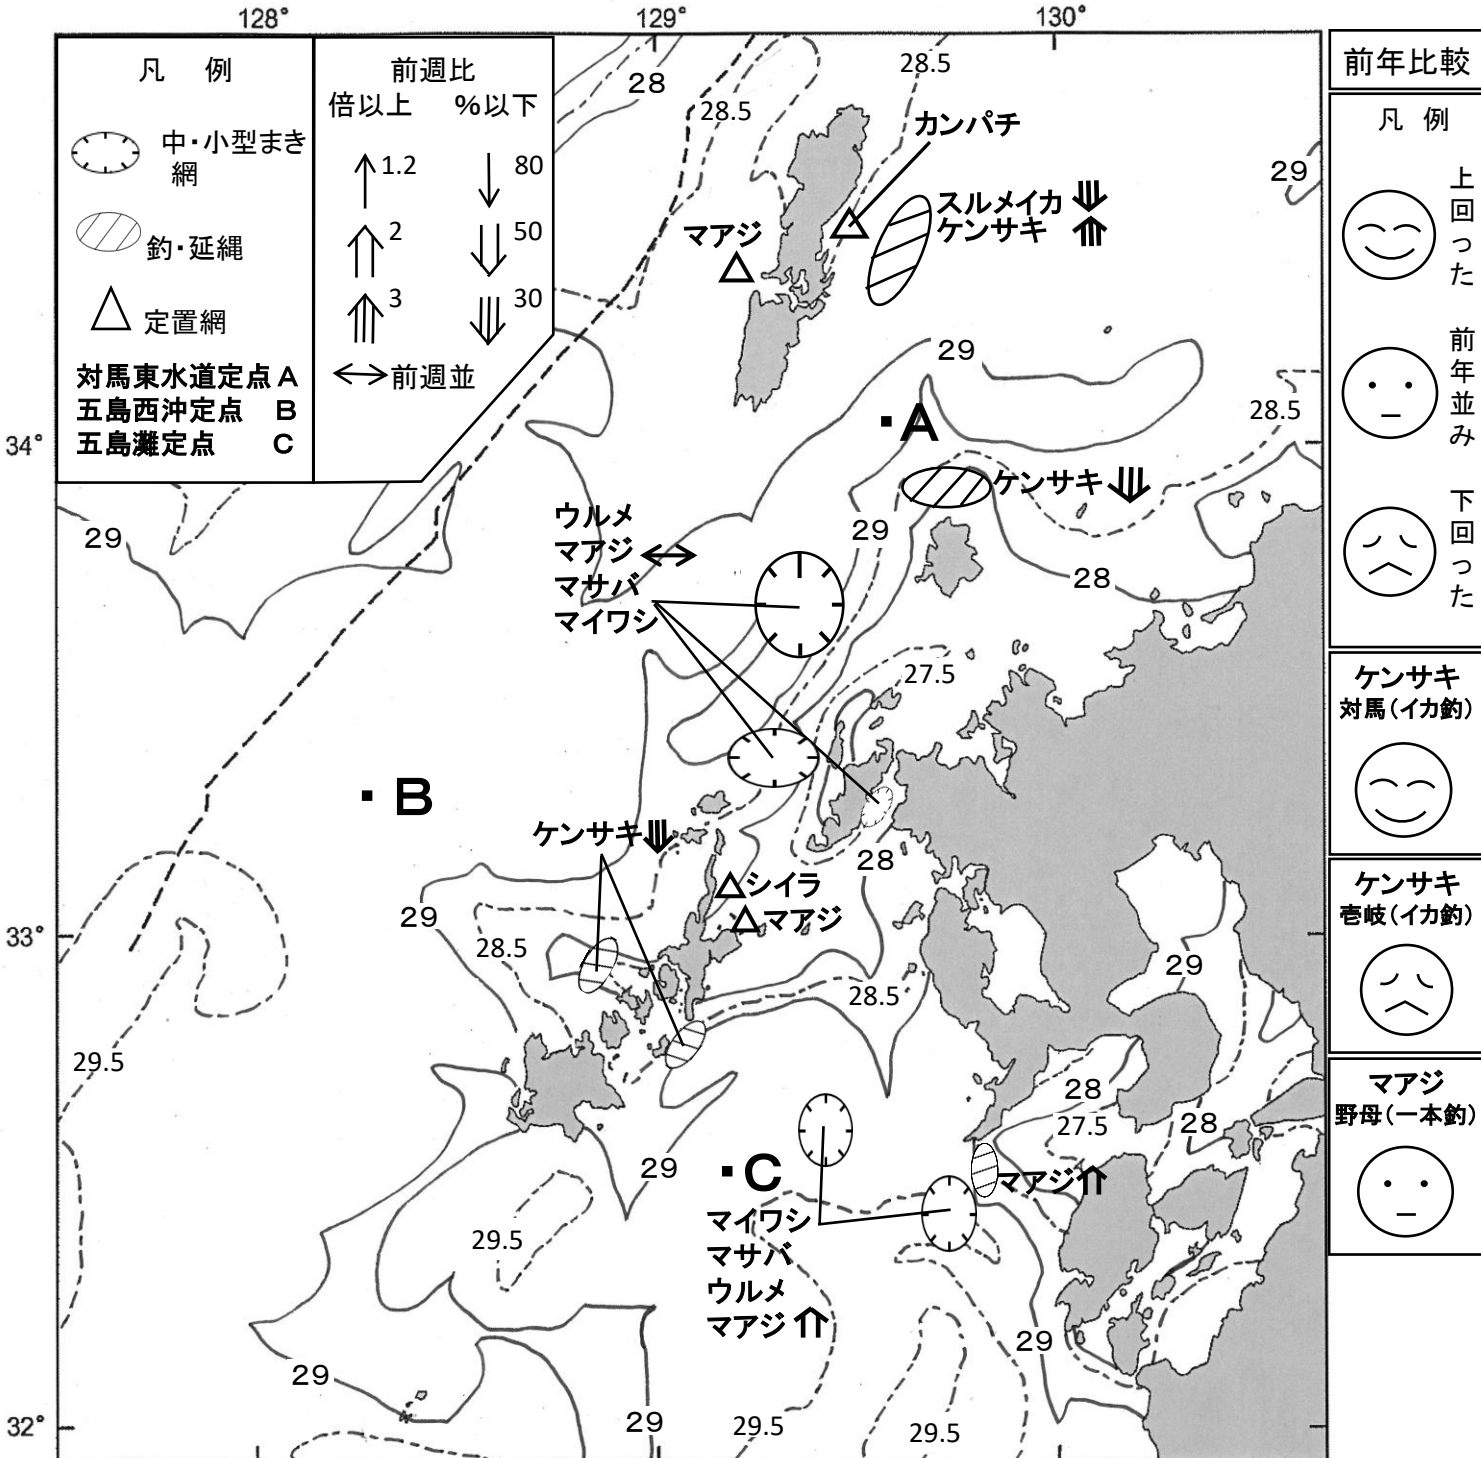 128°
129°
130°
凡 例
中・小型まき
網
釣・延縄
定置網
対馬東水道定点 A
五島西沖定点 B
五島灘定点 C
前週比
倍以上 %以下
1.2 80
2 50
3 30
前週並
28
28.5
28.5
29
カンパチ
スルメイカ
ケンサキ
マアジ
29
28.5
34°
A
ケンサキ
29
29
28
ウルメ
マアジ
マサバ
マイワシ
27.5
B
ケンサキ
28
シイラ
マアジ
29
33°
28.5
28.5
29
29.5
28
27.5
28
29
C
マアジ
マイワシ
マサバ
ウルメ
マアジ
29.5
29
29
29
29.5
29.5
32°
前年比較
凡 例
上回った
前年並み
下回った
ケンサキ
対馬(イカ釣)
ケンサキ
壱岐(イカ釣)
マアジ
野母(一本釣)